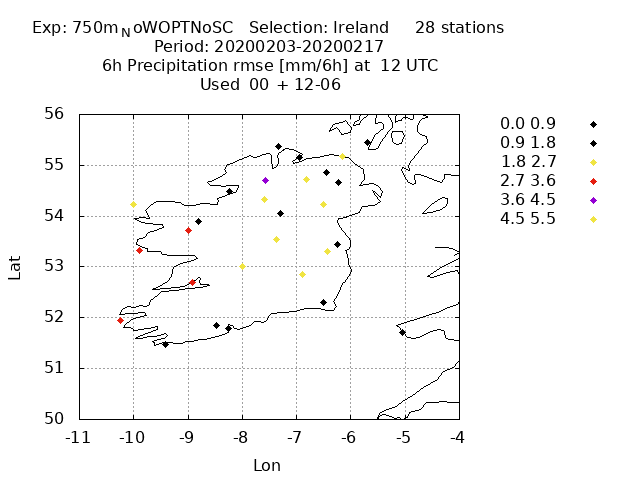 Exp: 750mNoWOPTNoSC Selection: Ireland 28 stations
Period: 20200203-20200217
6h Precipitation rmse [mm/6h] at 12 UTC
Used 00 + 12-06
56
55
54
53
52
51
50
Lat
-11 -10 -9 -8 -7 -6 -5 -4
Lon
0.0 0.9
0.9 1.8
1.8 2.7
2.7 3.6
3.6 4.5
4.5 5.5